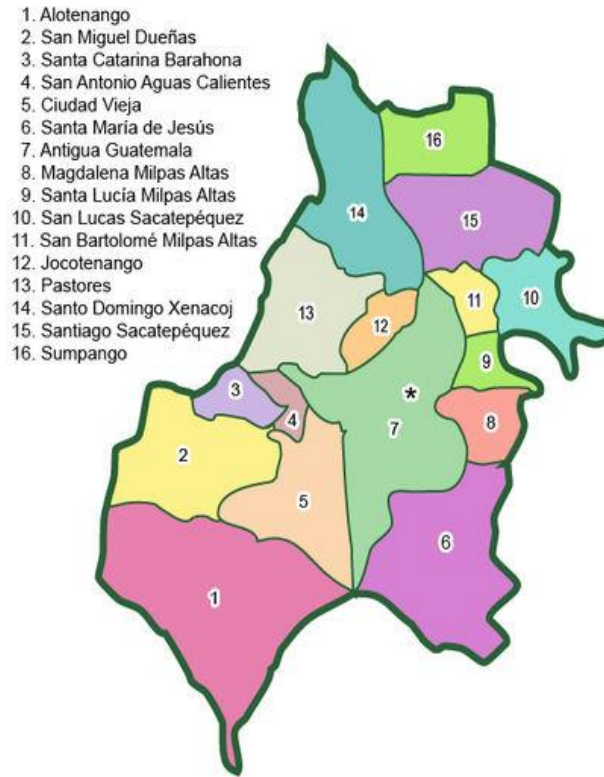 1. Alotenango
2. San Miguel Dueñas
3. Santa Catarina Barahona
4. San Antonio Aguas Calientes
5. Ciudad Vieja
6. Santa María de Jesús
7. Antigua Guatemala
8. Magdalena Milpas Altas
9. Santa Lucía Milpas Altas
10. San Lucas Sacatepéquez
11. San Bartolomé Milpas Altas
12. Jocotenango
13. Pastores
14. Santo Domingo Xenacoj
15. Santiago Sacatepéquez
16. Sumpango
16
14
15
10
11
13
12
9
3
*
4
8
7
2
5
6
1